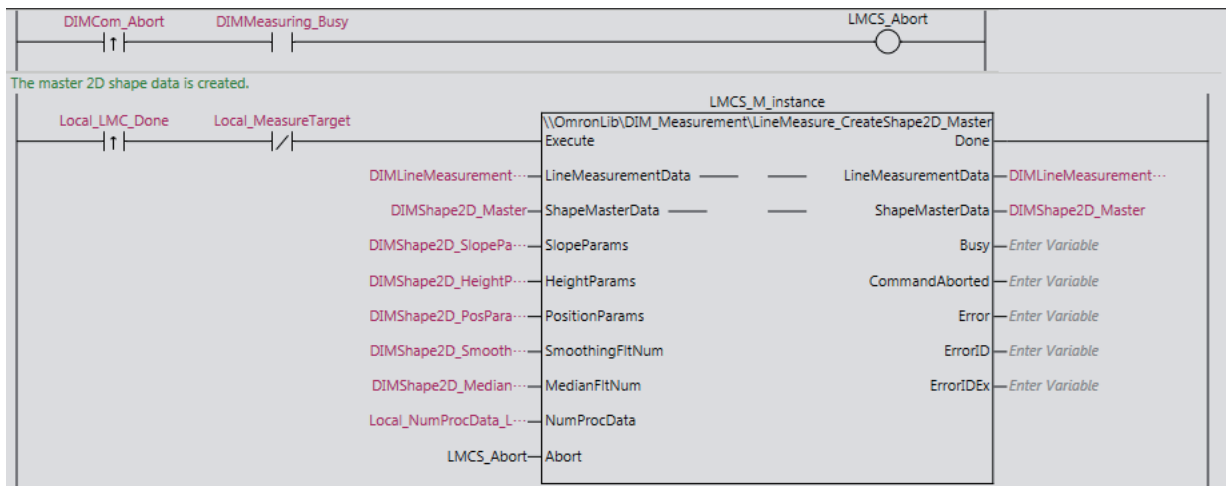 DIMCom_Abort DIMMeasuring_Busy LMCS_Abort
The master 2D shape data is created.
LMCS_M_instance
Local_LMC_Done Local_MeasureTarget \\OmronLib\DIM_Measurement\LineMeasure_CreateShape2D_Master
Execute Done
DIMLineMeasurement··· LineMeasurementData LineMeasurementData DIMLineMeasurement···
DIMShape2D_Master ShapeMasterData ShapeMasterData DIMShape2D_Master
DIMShape2D_SlopePa··· SlopeParams Busy Enter Variable
DIMShape2D_HeightP··· HeightParams CommandAborted Enter Variable
DIMShape2D_PosPara··· PositionParams Error Enter Variable
DIMShape2D_Smooth··· SmoothingFltNum ErrorID Enter Variable
DIMShape2D_Median··· MedianFltNum ErrorIDEx Enter Variable
Local_NumProcData_L··· NumProcData
LMCS_Abort Abort